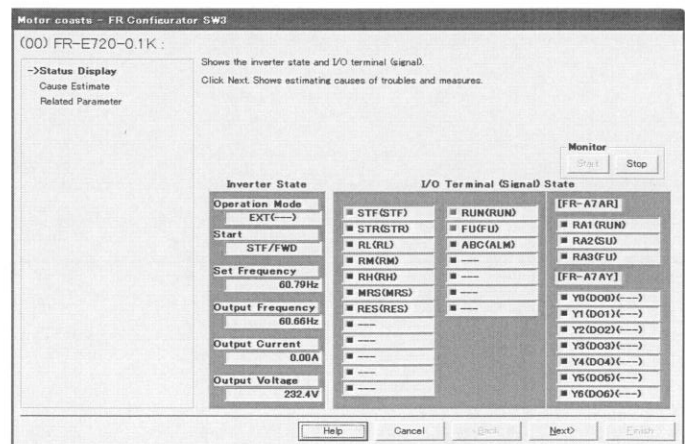 Motor coasts - FR Configurator SW3
(00) FR-E720-0.1K :
->Status Display
Cause Estimate
Related Parameter
Shows the inverter state and I/O terminal (signal).
Click Next. Shows estimating causes of troubles and measures.
Monitor
Start Stop
Inverter State
Operation Mode
EXT(---)
Start
STF/FWD
Set Frequency
60.79Hz
Output Frequency
60.66Hz
Output Current
0.00A
Output Voltage
232.4V
I/O Terminal (Signal) State
STF(STF)
STR(STR)
RL(RL)
RM(RM)
RH(RH)
MRS(MRS)
RES(RES)
---
---
---
---
RUN(RUN)
FU(FU)
ABC(ALM)
---
---
---
---
[FR-A7AR]
RA1(RUN)
RA2(SU)
RA3(FU)
[FR-A7AY]
Y0(DO0)(---)
Y1(DO1)(---)
Y2(DO2)(---)
Y3(DO3)(---)
Y4(DO4)(---)
Y5(DO5)(---)
Y6(DO6)(---)
Help Cancel <Back Next> Finish